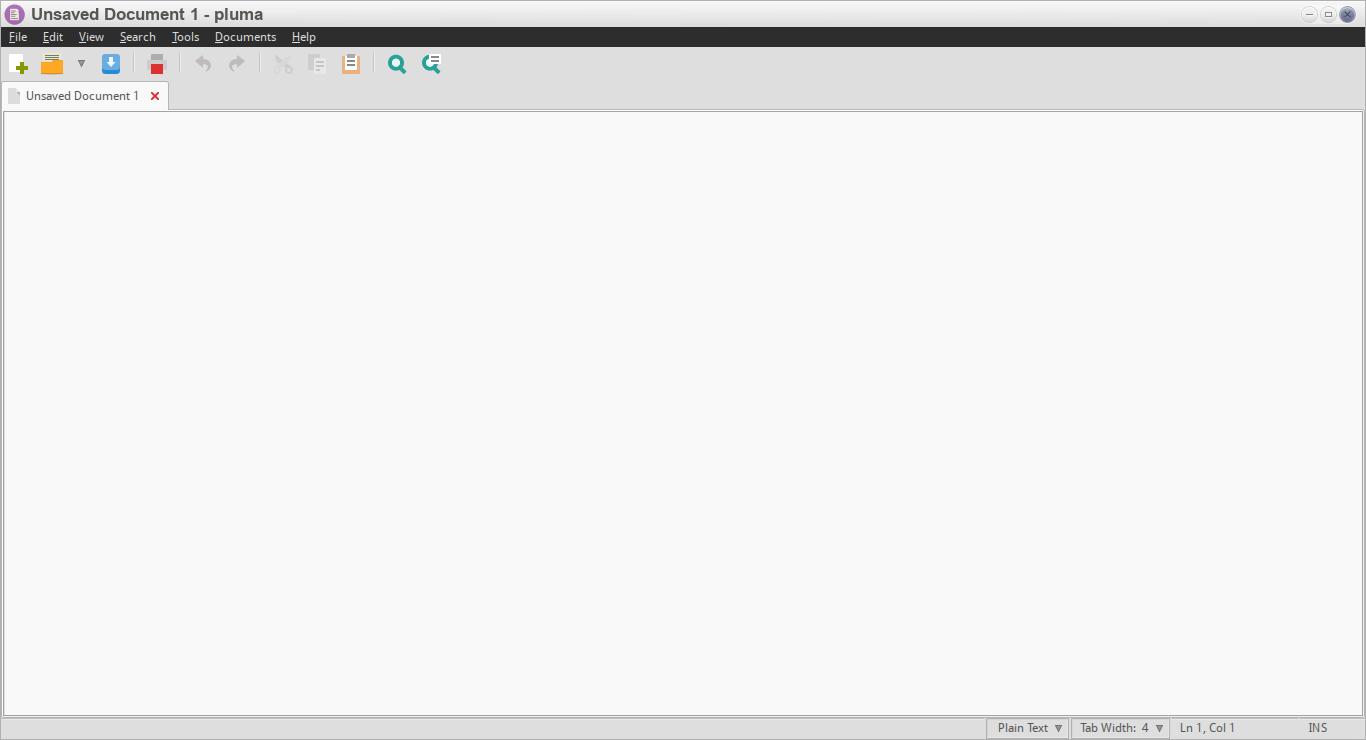 Unsaved Document 1 - pluma
File Edit View Search Tools Documents Help
Unsaved Document 1
Plain Text Tab Width: 4 Ln 1, Col 1 INS